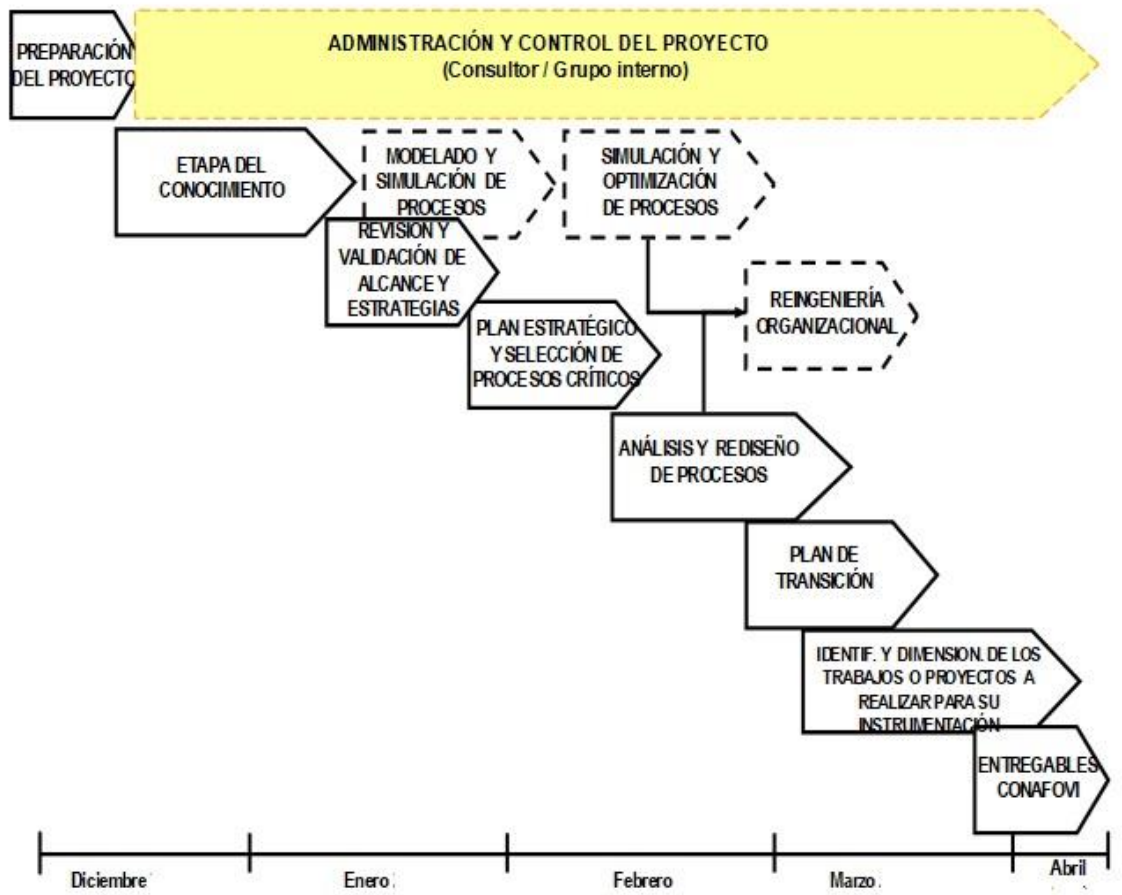 PREPARACIÓN
DEL PROYECTO
ADMINISTRACIÓN Y CONTROL DEL PROYECTO
(Consultor / Grupo interno)
ETAPA DEL
CONOCIMIENTO
MODELADO Y
SIMULACIÓN DE
PROCESOS
SIMULACIÓN Y
OPTIMIZACIÓN
DE PROCESOS
REVISIÓN Y
VALIDACIÓN DE
ALCANCE Y
ESTRATEGIAS
REINGENIERÍA
ORGANIZACIONAL
PLAN ESTRATÉGICO
Y SELECCIÓN DE
PROCESOS CRÍTICOS
ANÁLISIS Y REDISEÑO
DE PROCESOS
PLAN DE
TRANSICIÓN
IDENTIF. Y DIMENSION. DE LOS
TRABAJOS O PROYECTOS A
REALIZAR PARA SU
INSTRUMENTACIÓN
ENTREGABLES
CONAFOVI
Diciembre Enero Febrero Marzo Abril